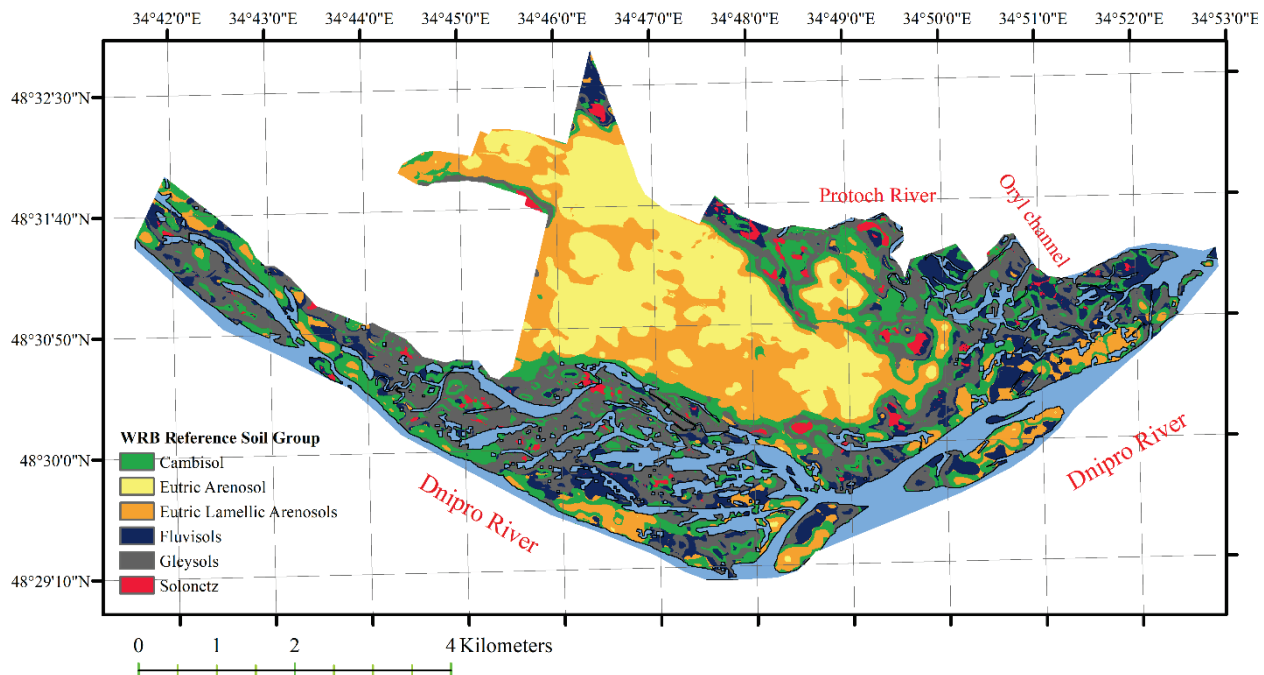 34°42'0"E 34°43'0"E 34°44'0"E 34°45'0"E 34°46'0"E 34°47'0"E 34°48'0"E 34°49'0"E 34°50'0"E 34°51'0"E 34°52'0"E 34°53'0"E
48°32'30"N
48°31'40"N
48°30'50"N
48°30'0"N
48°29'10"N
Protoch River
Oryl channel
Dnipro River
Dnipro River
WRB Reference Soil Group
Cambisol
Eutric Arenosol
Eutric Lamellic Arenosols
Fluvisols
Gleysols
Solonetz
0 1 2 4 Kilometers